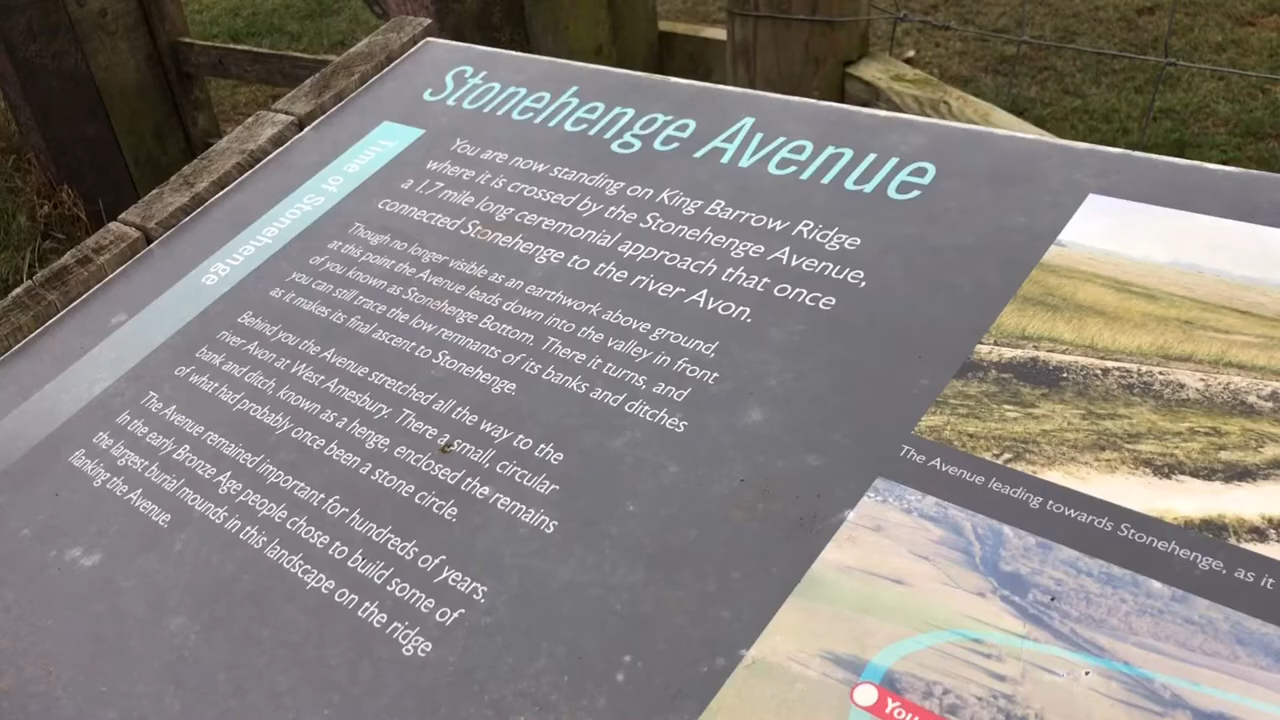 Stonehenge Avenue
Time of Stonehenge
You are now standing on King Barrow Ridge
where it is crossed by the Stonehenge Avenue,
a 1.7 mile long ceremonial approach that once
connected Stonehenge to the river Avon.
Though no longer visible as an earthwork above ground,
at this point the Avenue leads down into the valley in front
of you known as Stonehenge Bottom. There it turns, and
you can still trace the low remnants of its banks and ditches
as it makes its final ascent to Stonehenge.
Behind you the Avenue stretched all the way to the
river Avon at West Amesbury. There a small, circular
bank and ditch, known as a henge, enclosed the remains
of what had probably once been a stone circle.
The Avenue remained important for hundreds of years.
In the early Bronze Age people chose to build some of
the largest burial mounds in this landscape on the ridge
flanking the Avenue.
The Avenue leading towards Stonehenge, as it
You